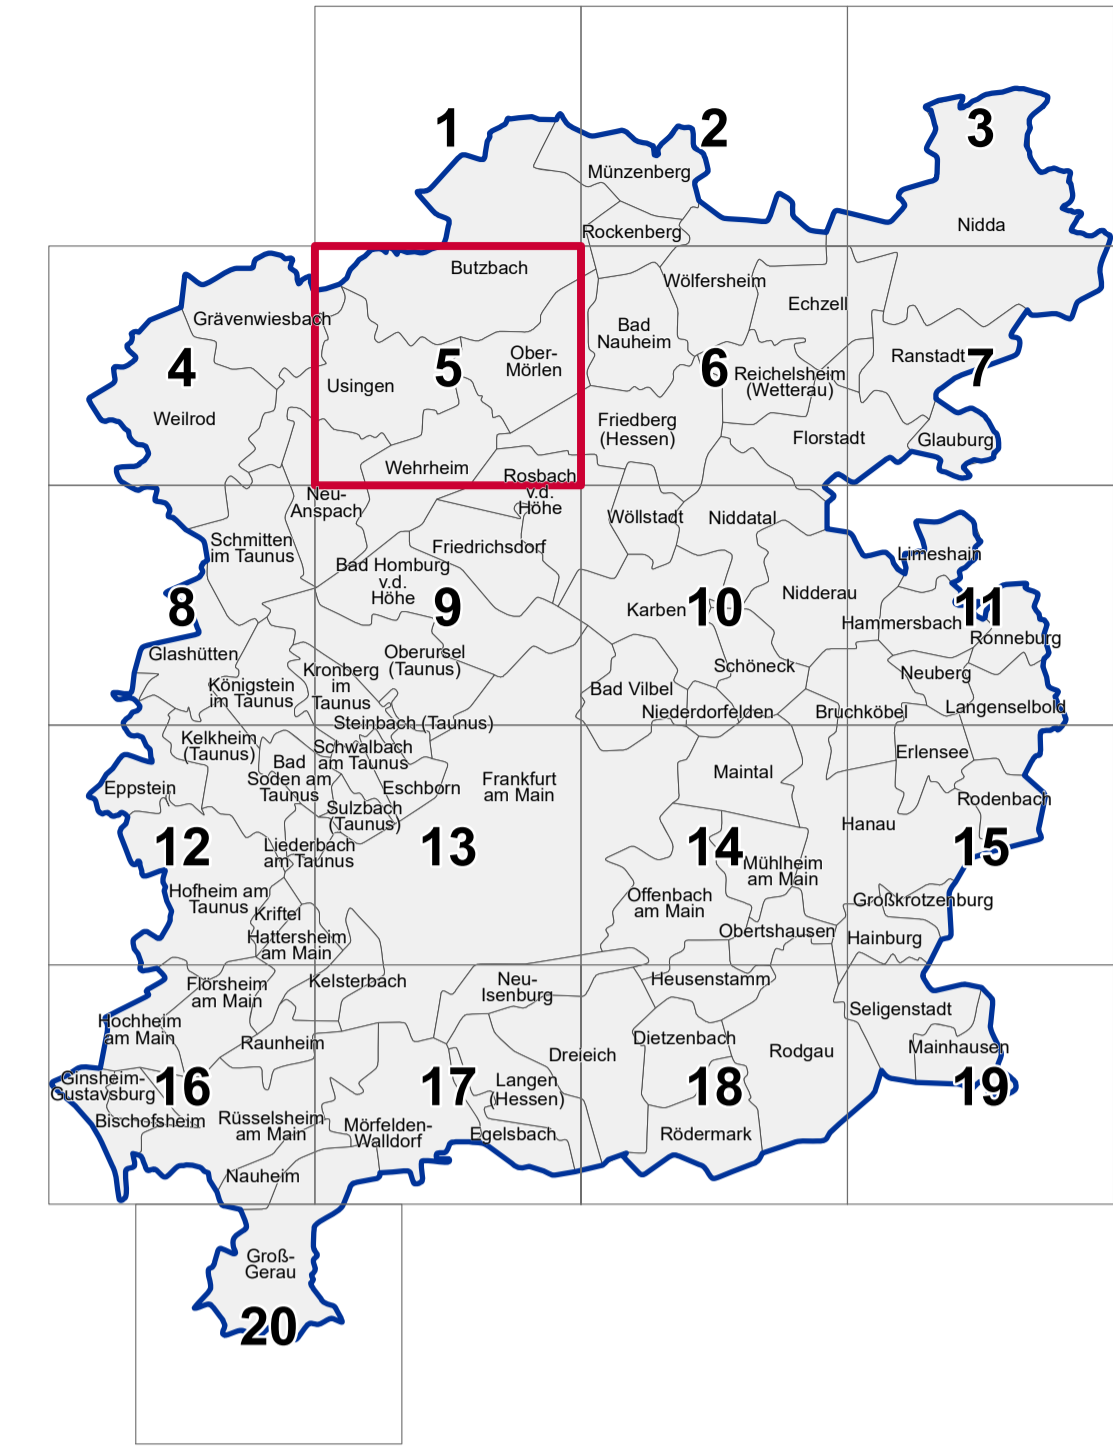 1
2
3
Münzenberg
Rockenberg
Nidda
Butzbach
Wölfersheim
Echzell
Grävenwiesbach
Bad
Nauheim
Ober-
Mörlen
4
5
6
7
Usingen
Ranstadt
Reichelsheim
(Wetterau)
Weilrod
Friedberg
(Hessen)
Florstadt
Glauburg
Wehrheim
Rosbach
v.d.
Höhe
Neu-
Anspach
Wöllstadt
Niddatal
Schmitten
im Taunus
Friedrichsdorf
Limeshain
Bad Homburg
v.d.
Höhe
8
9
10
11
Karben
Nidderau
Hammersbach
Ronneburg
Glashütten
Oberursel
(Taunus)
Kronberg
im
Taunus
Königstein
im Taunus
Schöneck
Neuberg
Bad Vilbel
Niederdorfelden
Bruchköbel
Langenselbold
Steinbach (Taunus)
Kelkheim
(Taunus)
Schwalbach
am Taunus
Bad
Soden am
Taunus
Erlensee
Eppstein
Eschborn
Frankfurt
am Main
Maintal
Rodenbach
Sulzbach
(Taunus)
Hanau
12
13
14
15
Liederbach
am Taunus
Mühlheim
am Main
Hofheim am
Taunus
Kriftel
Offenbach
am Main
Großkrotzenburg
Hattersheim
am Main
Obertshausen
Hainburg
Flörsheim
am Main
Kelsterbach
Neu-
Isenburg
Heusenstamm
Seligenstadt
Hochheim
am Main
Raunheim
Dreieich
Dietzenbach
Rodgau
Mainhausen
Ginsheim-
Gustavsburg
16
17
18
19
Langen
(Hessen)
Bischofsheim
Rüsselsheim
am Main
Mörfelden-
Walldorf
Egelsbach
Rödermark
Nauheim
Groß-
Gerau
20